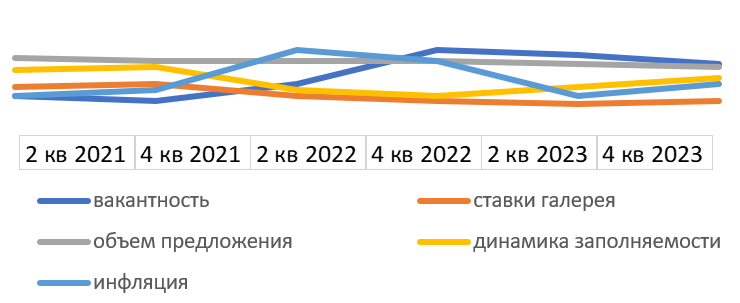 2 кв 2021 4 кв 2021 2 кв 2022 4 кв 2022 2 кв 2023 4 кв 2023
вакантность ставки галерея
объем предложения динамика заполняемости
инфляция